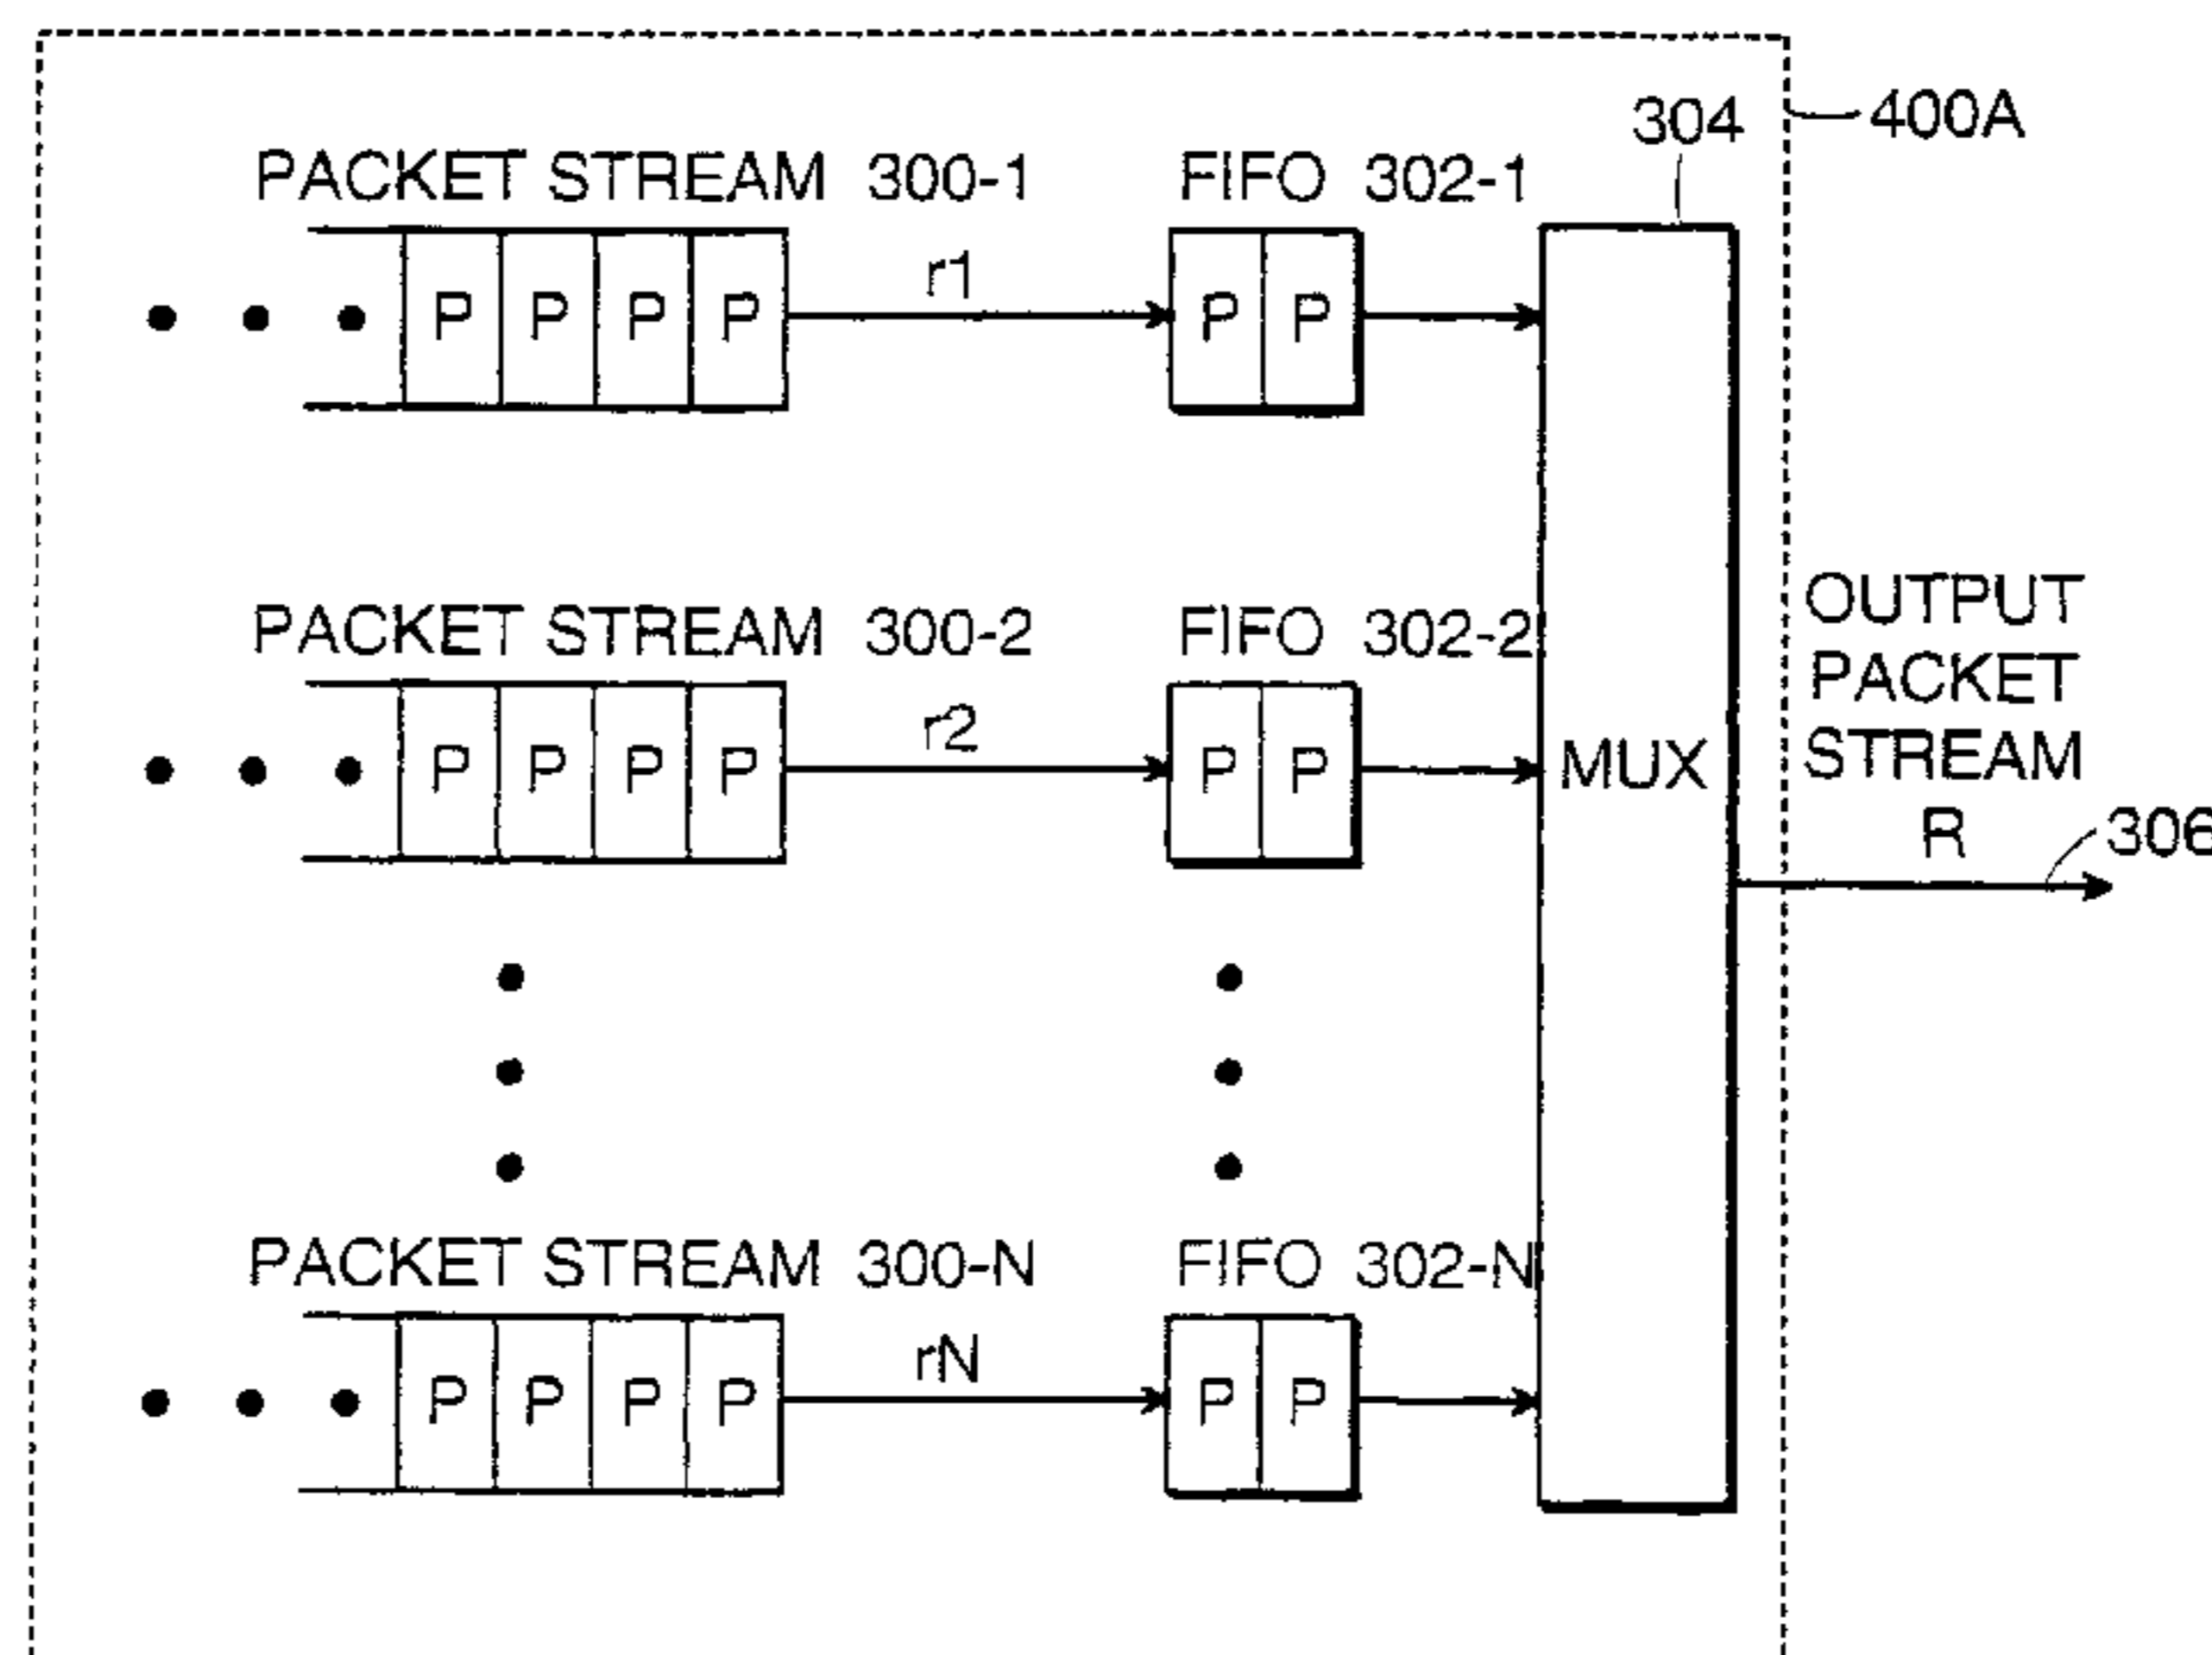 304
400A
PACKET STREAM 300-1
FIFO 302-1
r1
P P P P
P P
PACKET STREAM 300-2
FIFO 302-2
r2
P P P P
P P
MUX
OUTPUT
PACKET
STREAM
R
306
PACKET STREAM 300-N
FIFO 302-N
rN
P P P P
P P